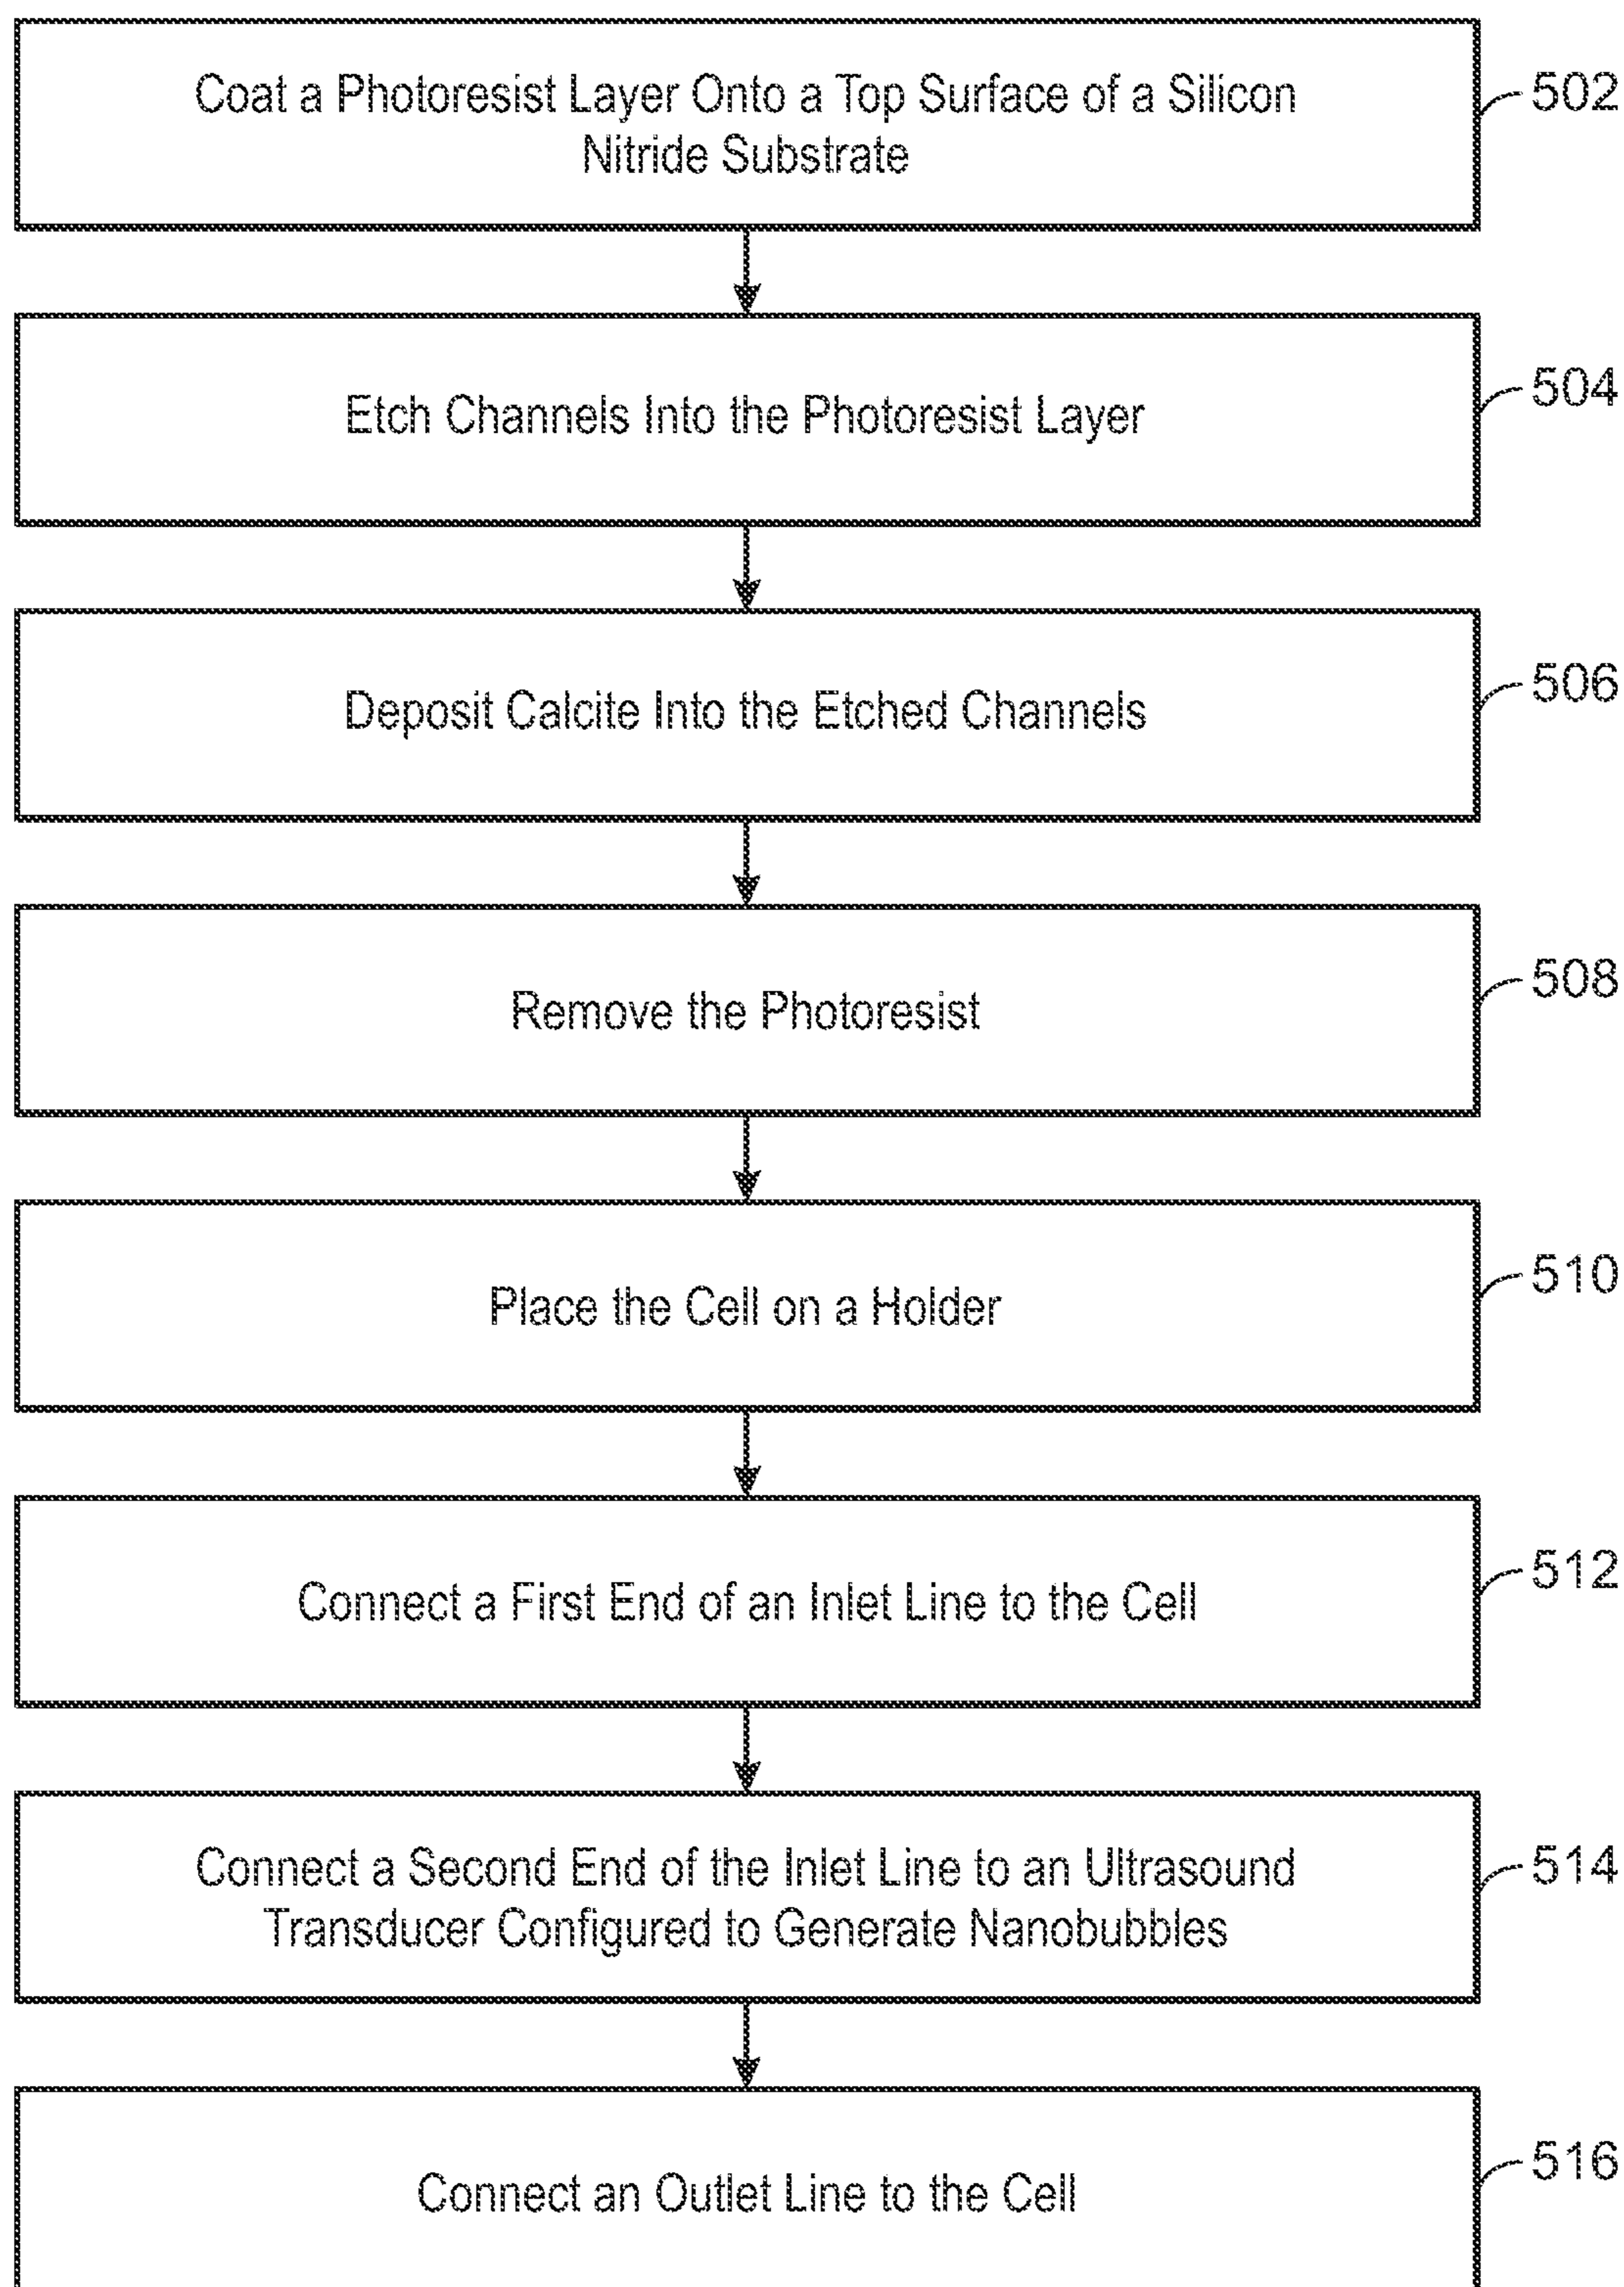 Coat a Photoresist Layer Onto a Top Surface of a Silicon
Nitride Substrate
502
Etch Channels Into the Photoresist Layer
504
Deposit Calcite Into the Etched Channels
506
Remove the Photoresist
508
Place the Cell on a Holder
510
Connect a First End of an Inlet Line to the Cell
512
Connect a Second End of the Inlet Line to an Ultrasound
Transducer Configured to Generate Nanobubbles
514
Connect an Outlet Line to the Cell
516